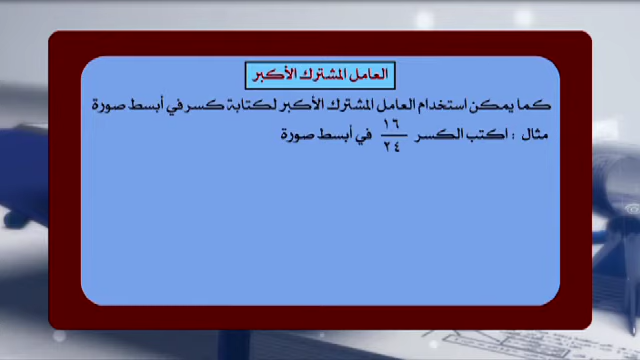 العامل المشترك الأكبر
كما يمكن استخدام العامل المشترك الأكبر لكتابة كسر في أبسط صورة
مثال : اكتب الكسر ١٦/٢٤ في أبسط صورة